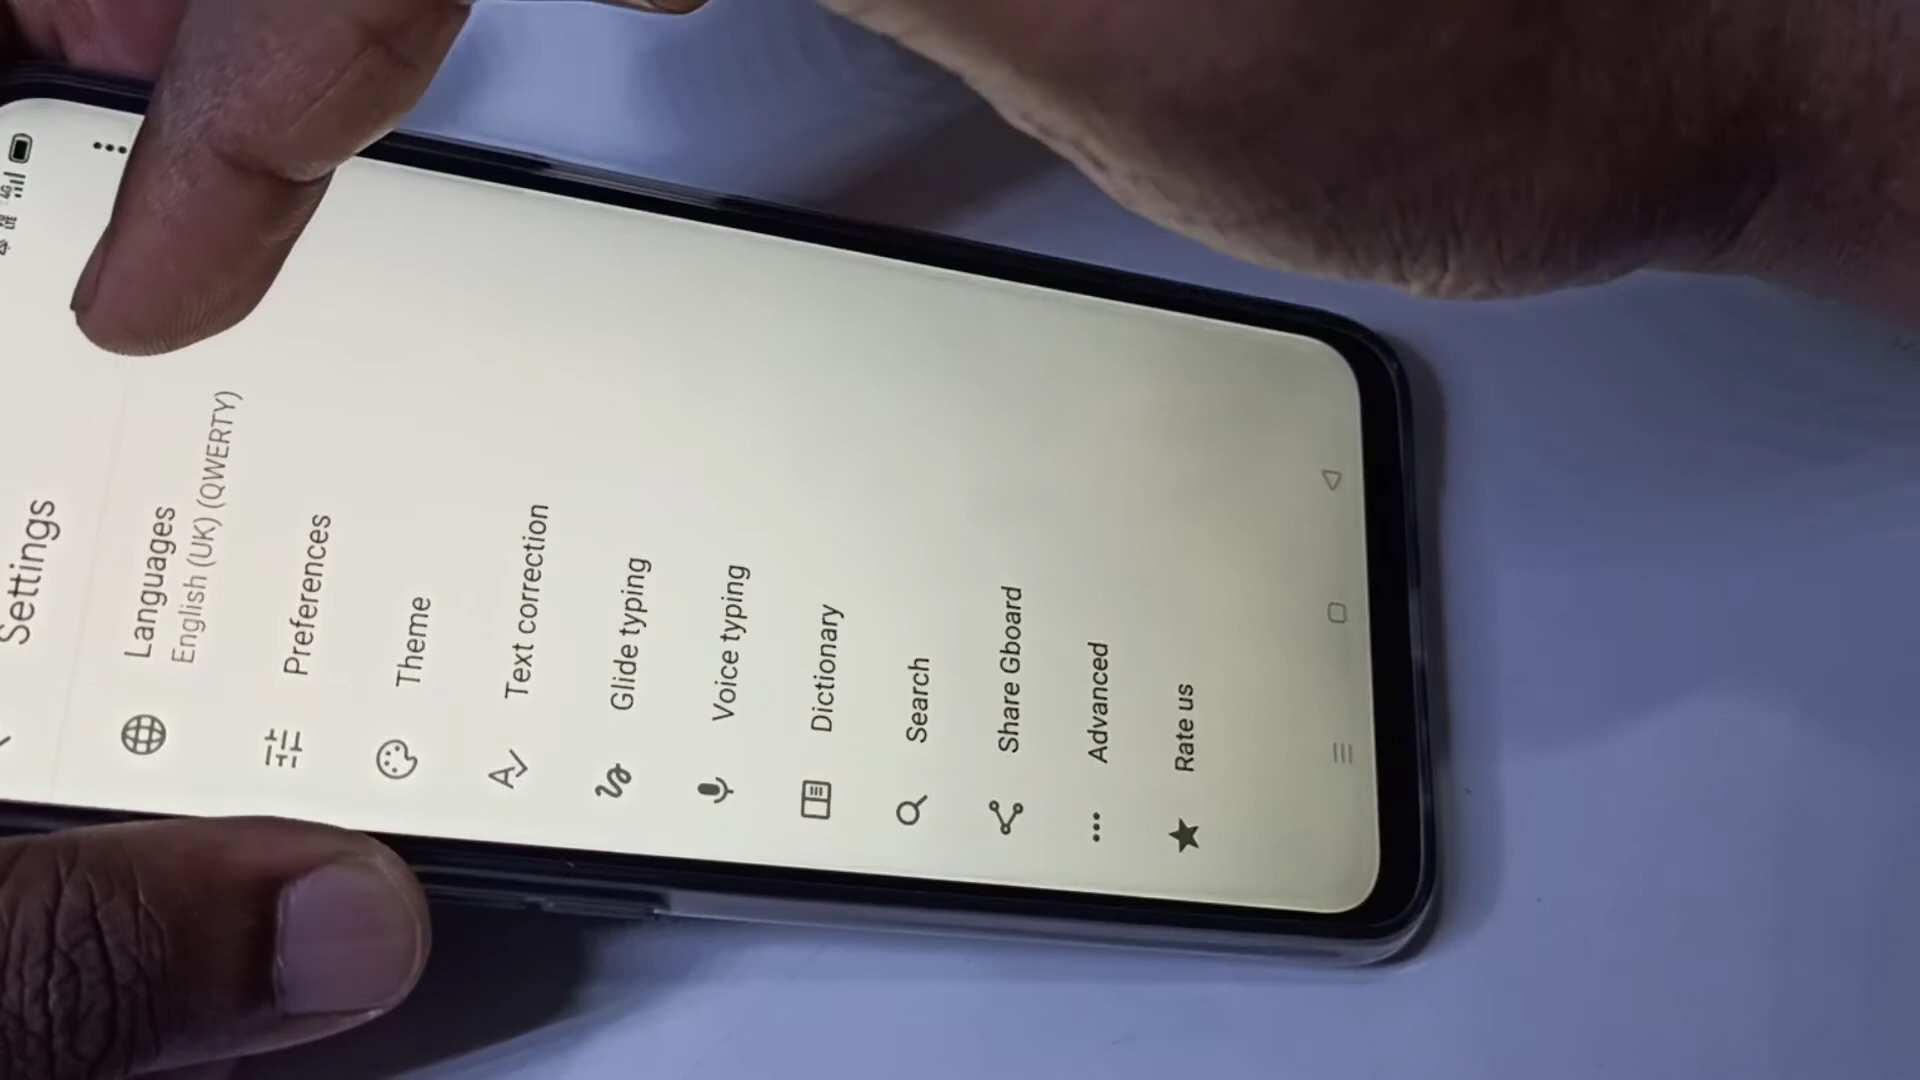 Settings
Languages
English (UK) (QWERTY)
Preferences
Theme
Text correction
Glide typing
Voice typing
Dictionary
Search
Share Gboard
Advanced
Rate us